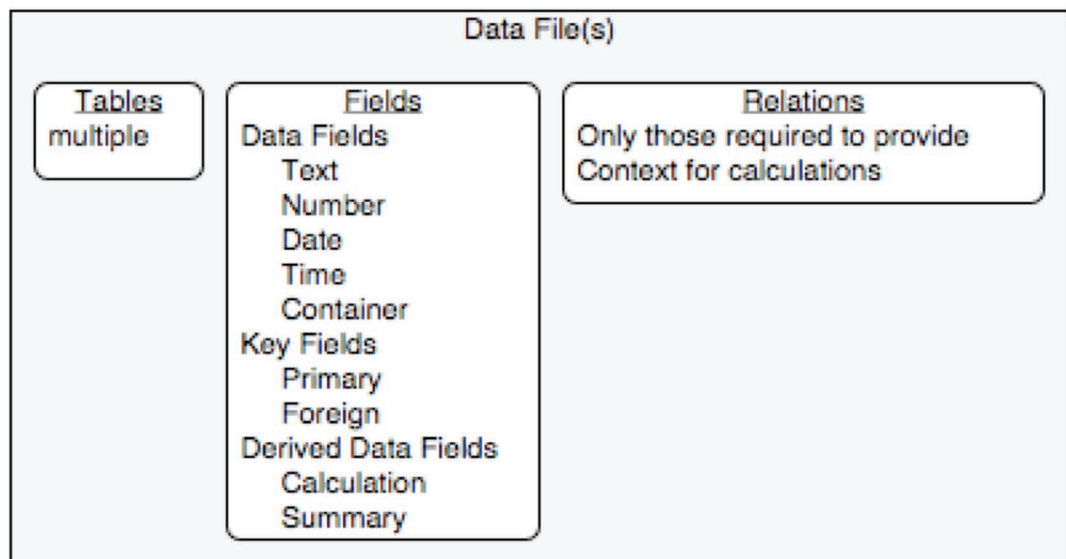 Data File(s)
Tables
multiple
Fields
Data Fields
Text
Number
Date
Time
Container
Key Fields
Primary
Foreign
Derived Data Fields
Calculation
Summary
Relations
Only those required to provide
Context for calculations